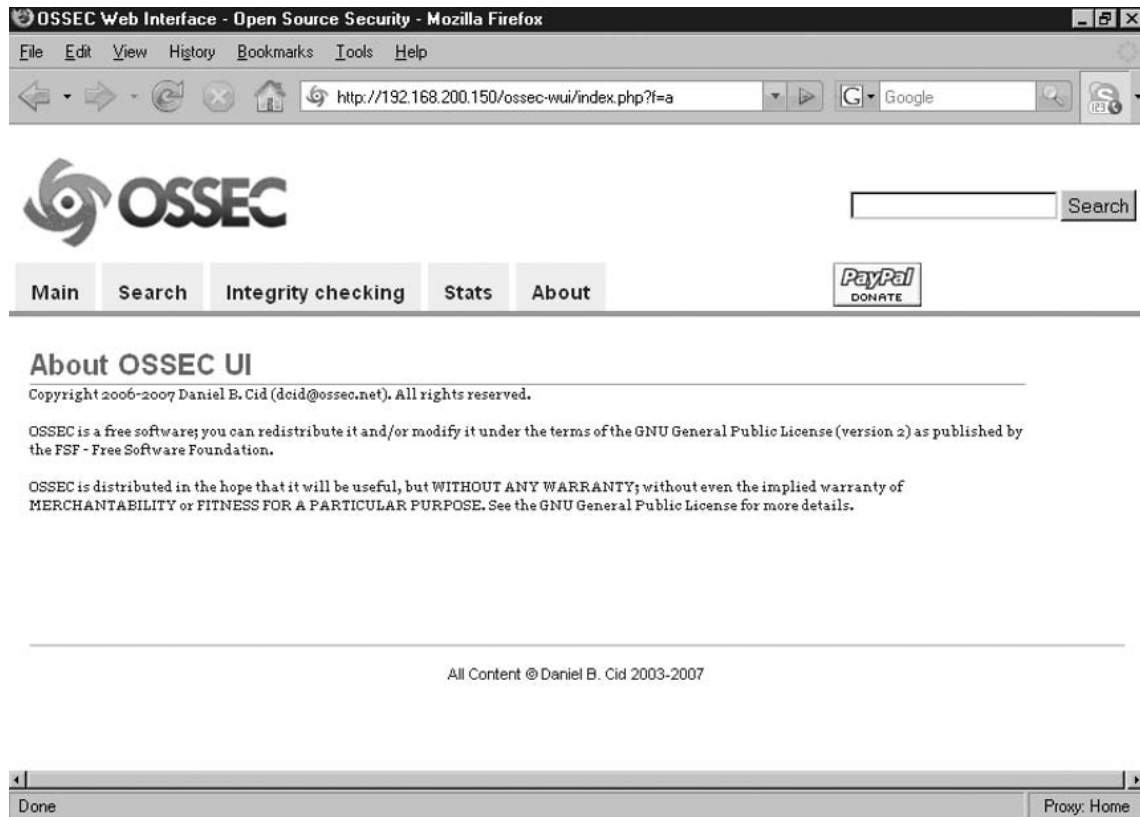 OSSEC Web Interface - Open Source Security - Mozilla Firefox
File Edit View History Bookmarks Tools Help
http://192.168.200.150/ossec-wui/index.php?f=a
G Google
S
123
OSSEC
Search
Main Search Integrity checking Stats About
PayPal
DONATE
About OSSEC UI
Copyright 2006-2007 Daniel B. Cid (dcid@ossec.net). All rights reserved.
OSSEC is a free software; you can redistribute it and/or modify it under the terms of the GNU General Public License (version 2) as published by
the FSF - Free Software Foundation.
OSSEC is distributed in the hope that it will be useful, but WITHOUT ANY WARRANTY; without even the implied warranty of
MERCHANTABILITY or FITNESS FOR A PARTICULAR PURPOSE. See the GNU General Public License for more details.
All Content © Daniel B. Cid 2003-2007
Done
Proxy: Home